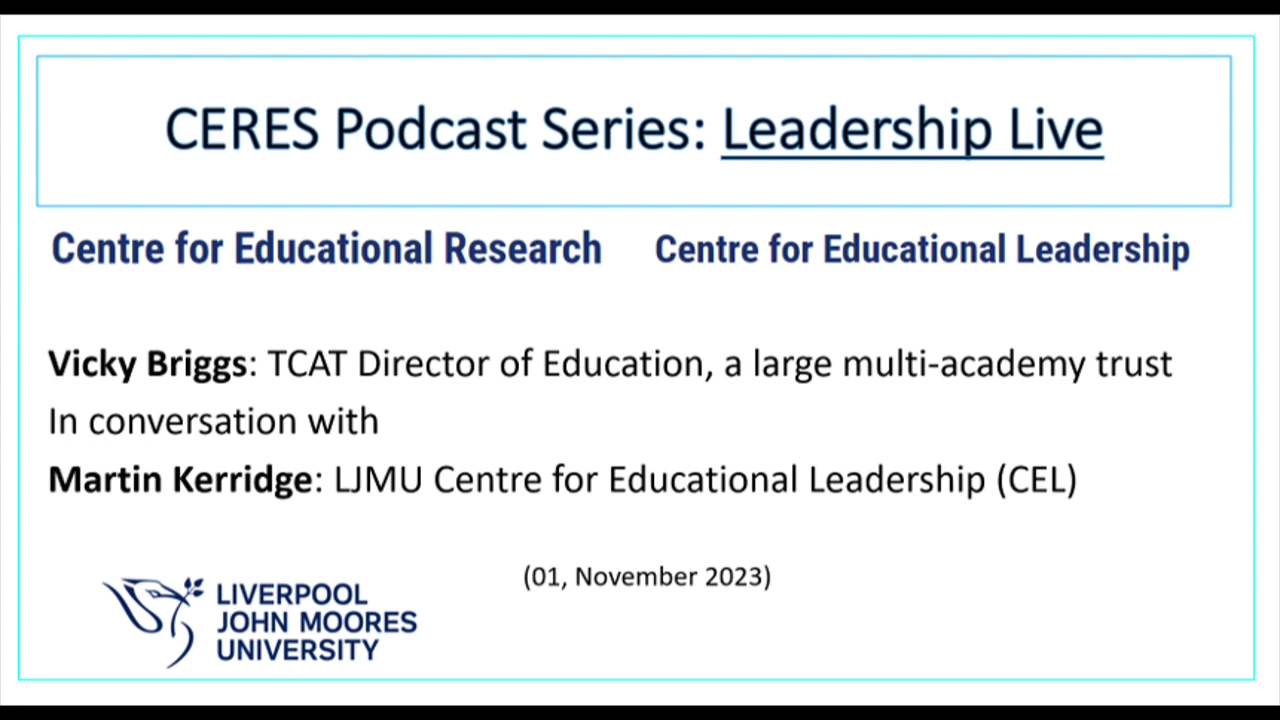 CERES Podcast Series: Leadership Live
Centre for Educational Research
Centre for Educational Leadership
Vicky Briggs: TCAT Director of Education, a large multi-academy trust
In conversation with
Martin Kerridge: LJMU Centre for Educational Leadership (CEL)
(01, November 2023)
LIVERPOOL
JOHN MOORES
UNIVERSITY